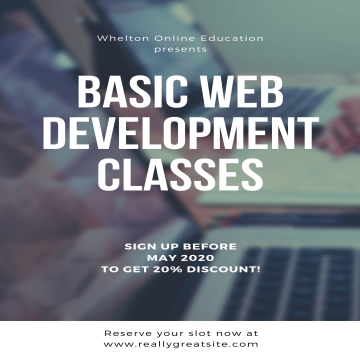 Whelton Online Education
presents
BASIC WEB
DEVELOPMENT
CLASSES
SIGN UP BEFORE
MAY 2020
TO GET 20% DISCOUNT!
Reserve your slot now at
www.reallygreatsite.com